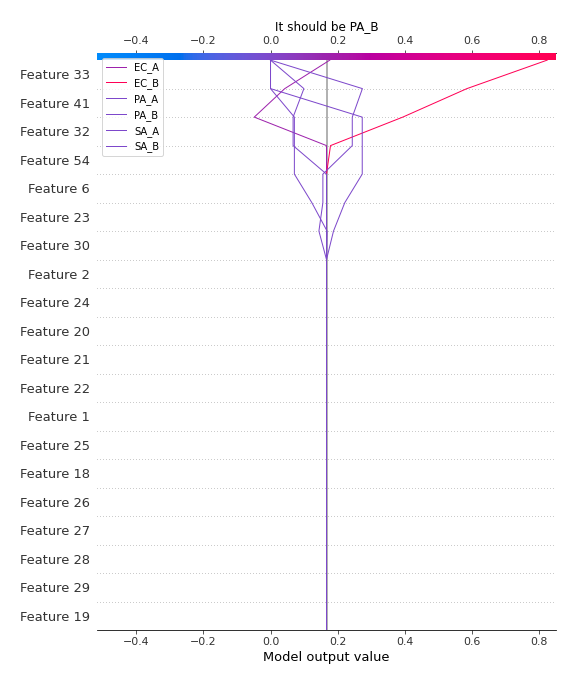 It should be PA_B
−0.4 −0.2 0.0 0.2 0.4 0.6 0.8
EC_A
EC_B
PA_A
PA_B
SA_A
SA_B
Feature 33
Feature 41
Feature 32
Feature 54
Feature 6
Feature 23
Feature 30
Feature 2
Feature 24
Feature 20
Feature 21
Feature 22
Feature 1
Feature 25
Feature 18
Feature 26
Feature 27
Feature 28
Feature 29
Feature 19
−0.4 −0.2 0.0 0.2 0.4 0.6 0.8
Model output value